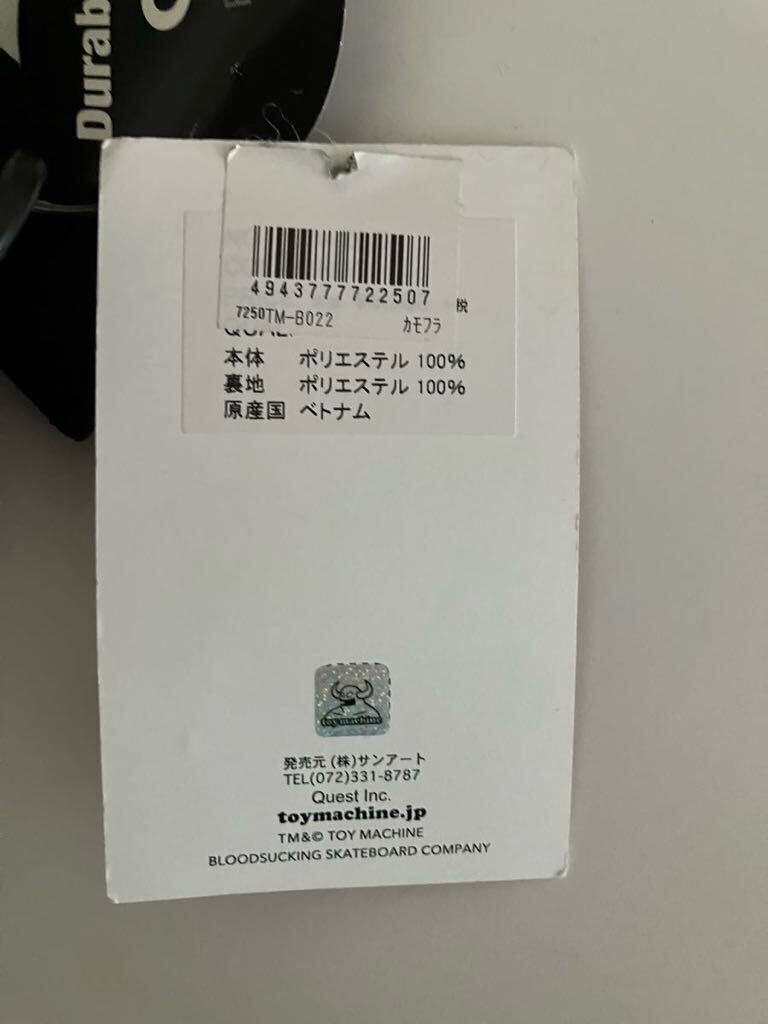 Durab
4943777722507
7250TM-B022 カモフラ
税
本体 ポリエステル 100%
裏地 ポリエステル 100%
原産国 ベトナム
toy machine
発売元 (株)サンアート
TEL(072)331-8787
Quest Inc.
toymachine.jp
TM&© TOY MACHINE
BLOODSUCKING SKATEBOARD COMPANY